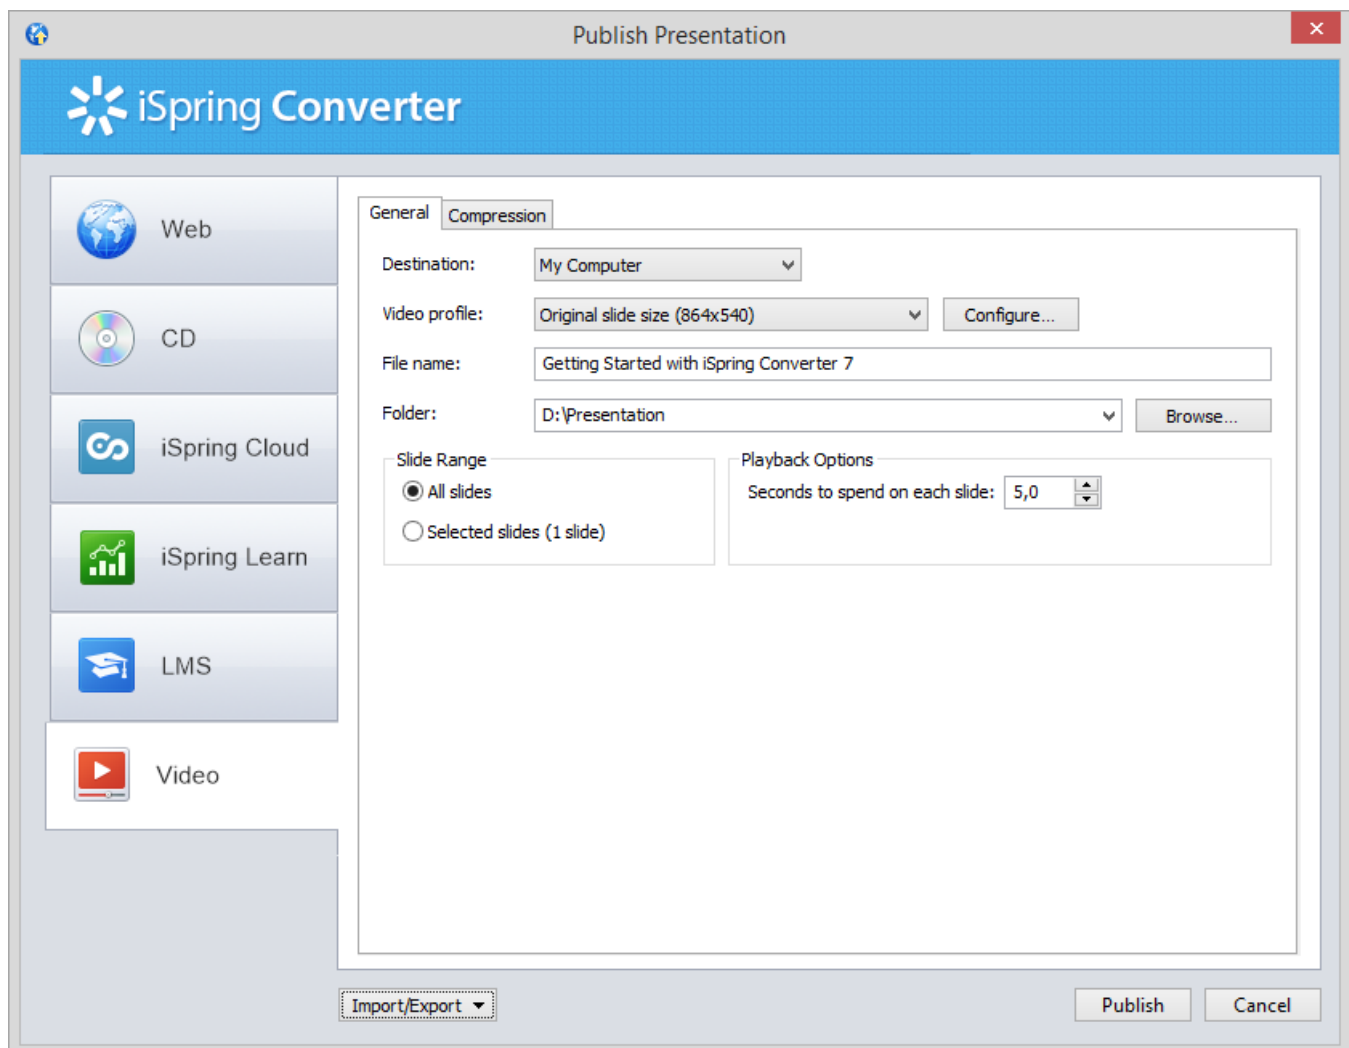 Publish Presentation
iSpring Converter
Web
CD
iSpring Cloud
iSpring Learn
LMS
Video
General
Compression
Destination:
My Computer
Video profile:
Original slide size (864x540)
Configure...
File name:
Getting Started with iSpring Converter 7
Folder:
D:\Presentation
Browse...
Slide Range
All slides
Selected slides (1 slide)
Playback Options
Seconds to spend on each slide:
5,0
Import/Export
Publish
Cancel